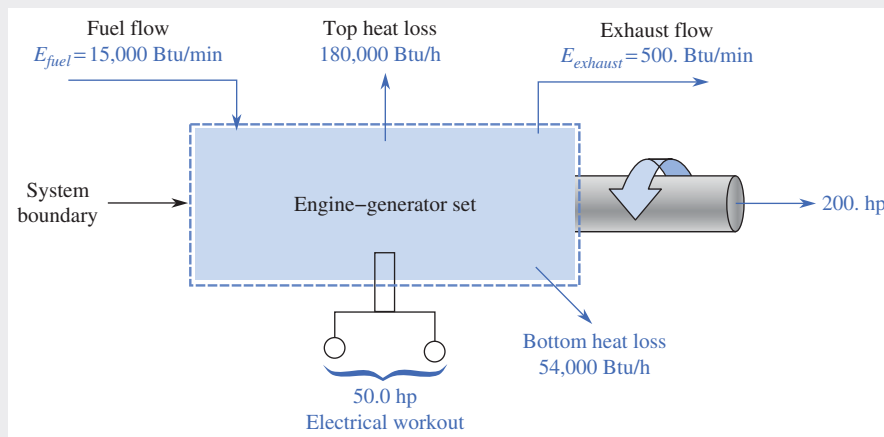 Fuel flow
E_fuel = 15,000 Btu/min
Top heat loss
180,000 Btu/h
Exhaust flow
E_exhaust = 500. Btu/min
System
boundary
Engine–generator set
200. hp
Bottom heat loss
54,000 Btu/h
50.0 hp
Electrical workout